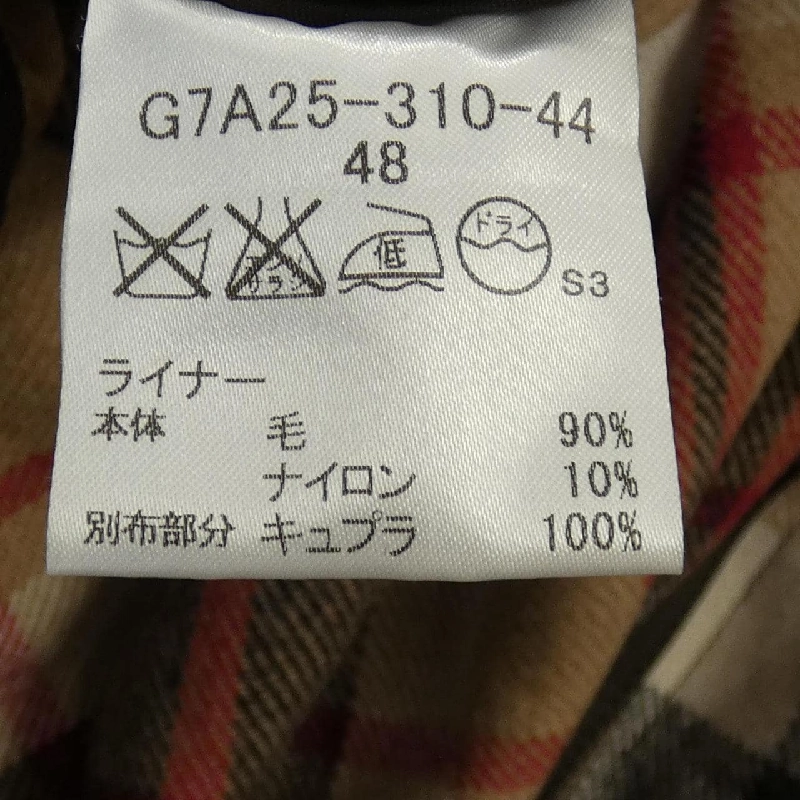 G7A25-310-44
48
低 ドライ
S3
ライナー
本体 毛 90%
ナイロン 10%
別布部分 キュプラ 100%